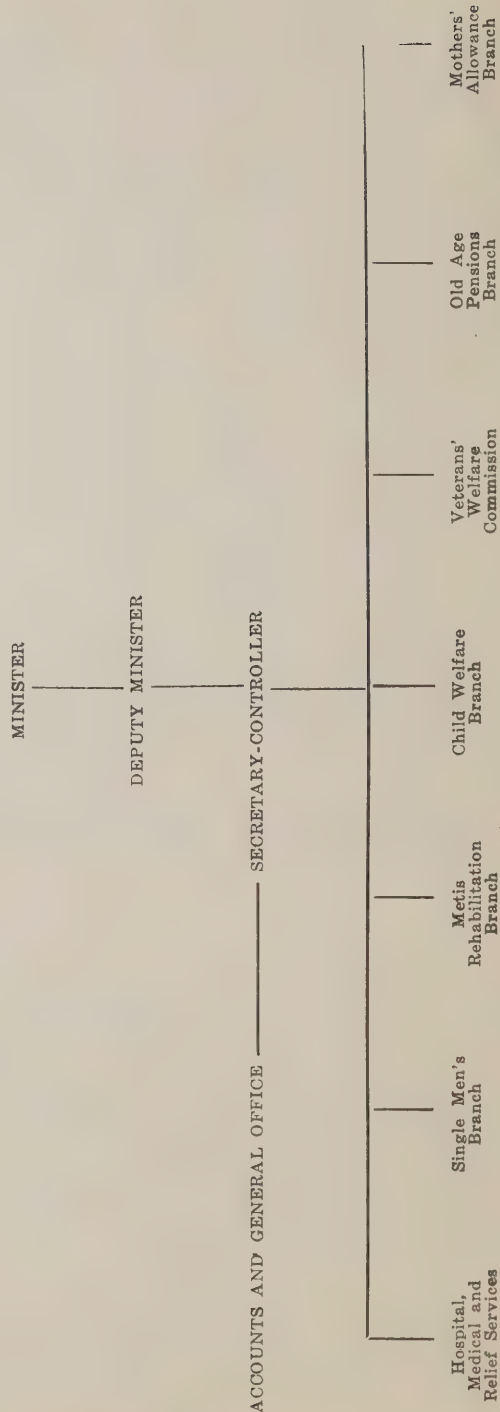 MINISTER
DEPUTY MINISTER
ACCOUNTS AND GENERAL OFFICE
SECRETARY-CONTROLLER
Hospital,
Medical and
Relief Services
Single Men's
Branch
Metis
Rehabilitation
Branch
Child Welfare
Branch
Veterans'
Welfare
Commission
Old Age
Pensions
Branch
Mothers'
Allowance
Branch